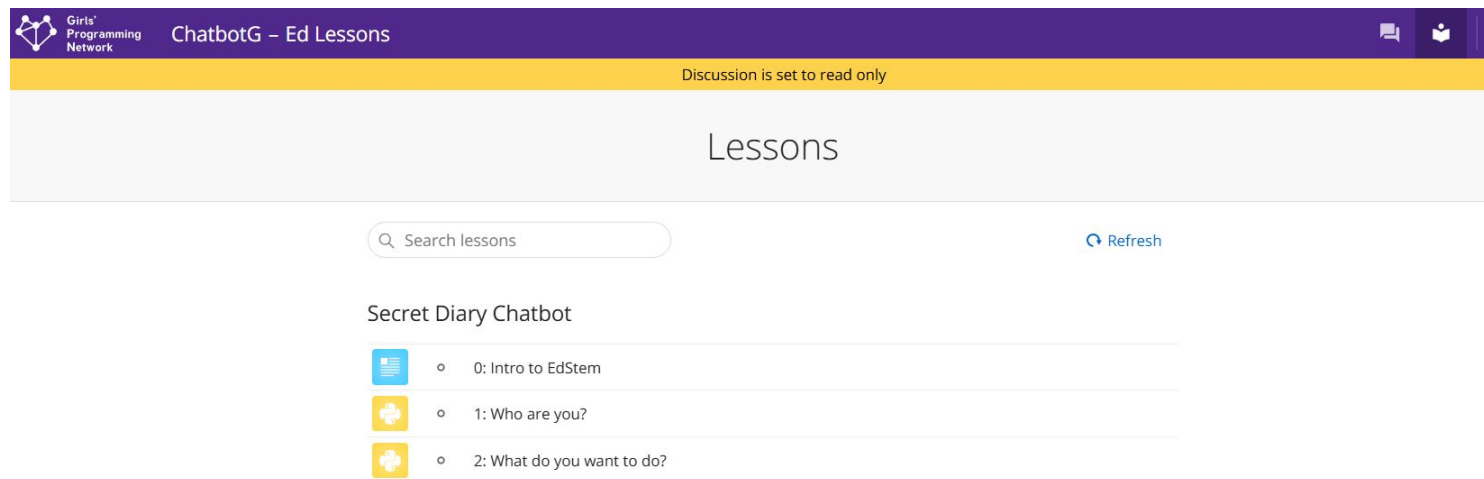 Girls'
Programming
Network
ChatbotG – Ed Lessons
Discussion is set to read only
Lessons
Search lessons
Refresh
Secret Diary Chatbot
0: Intro to EdStem
1: Who are you?
2: What do you want to do?